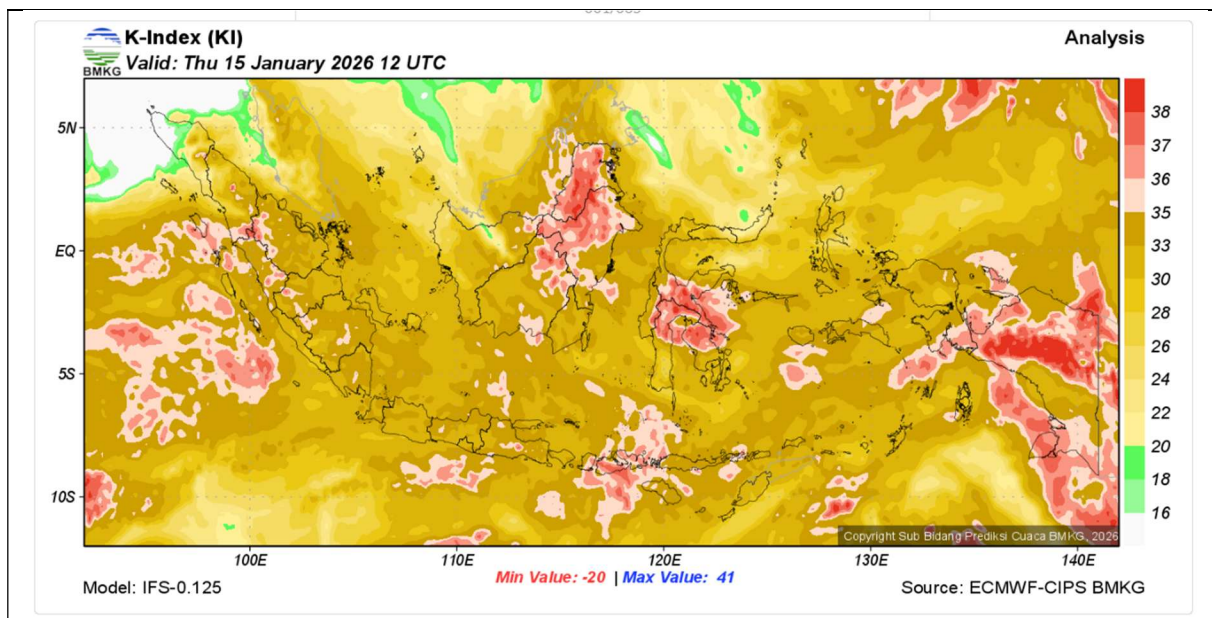 K-Index (KI)
Valid: Thu 15 January 2026 12 UTC
Analysis
BMKG
5N
EQ
5S
10S
100E
110E
120E
130E
140E
38
37
36
35
33
30
28
26
24
22
20
18
16
Copyright Sub Bidang Prediksi Cuaca BMKG, 2026
Model: IFS-0.125
Min Value: -20 | Max Value: 41
Source: ECMWF-CIPS BMKG